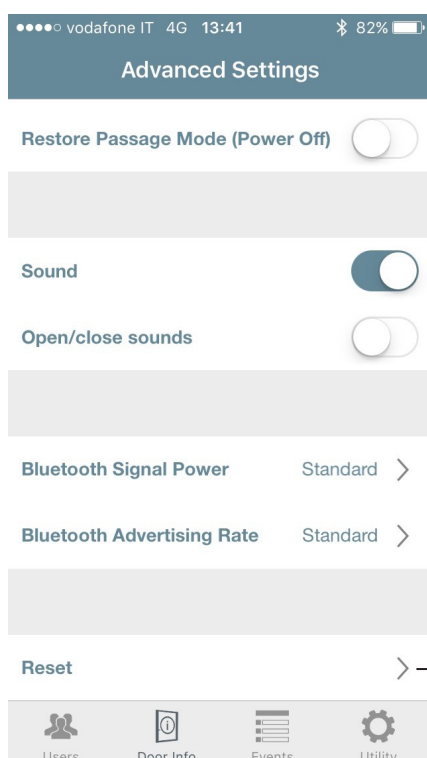 vodafone IT 4G 13:41 82%
Advanced Settings
Restore Passage Mode (Power Off)
Sound
Open/close sounds
Bluetooth Signal Power Standard
Bluetooth Advertising Rate Standard
Reset
Users Door Info Events Utility